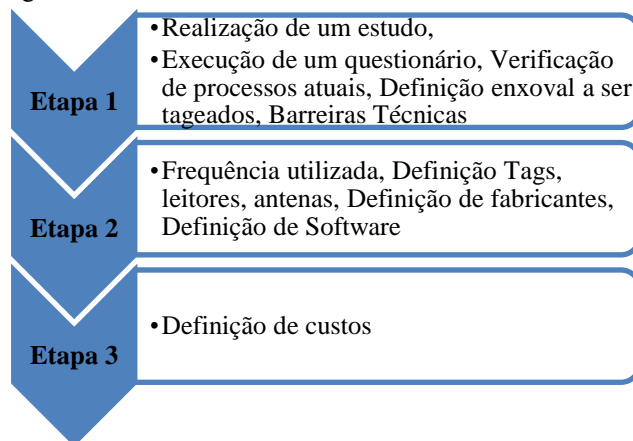 Etapa 1
•Realização de um estudo,
•Execução de um questionário, Verificação
de processos atuais, Definição enxoval a ser
tageados, Barreiras Técnicas
Etapa 2
•Frequência utilizada, Definição Tags,
leitores, antenas, Definição de fabricantes,
Definição de Software
Etapa 3
•Definição de custos